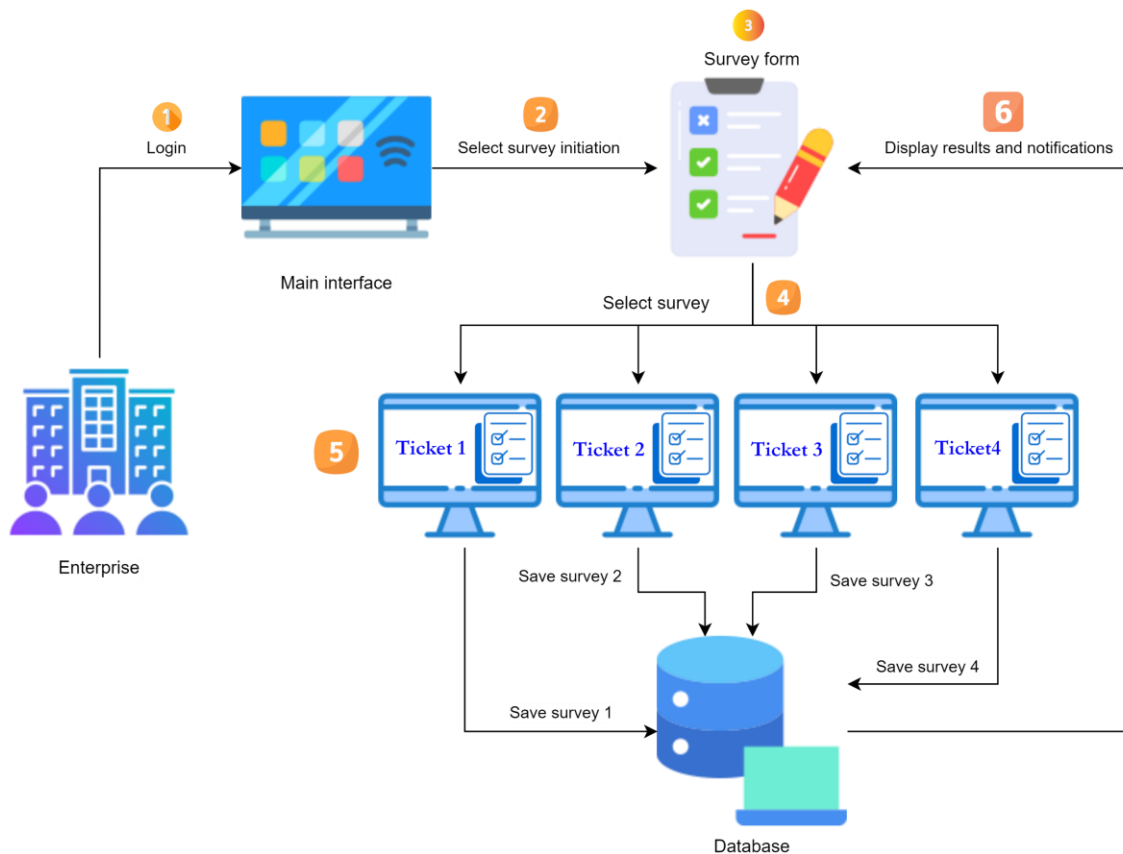 3
Survey form
1
Login
2
Select survey initiation
6
Display results and notifications
Main interface
Select survey
4
5
Ticket 1
Ticket 2
Ticket 3
Ticket4
Enterprise
Save survey 2
Save survey 3
Save survey 4
Save survey 1
Database